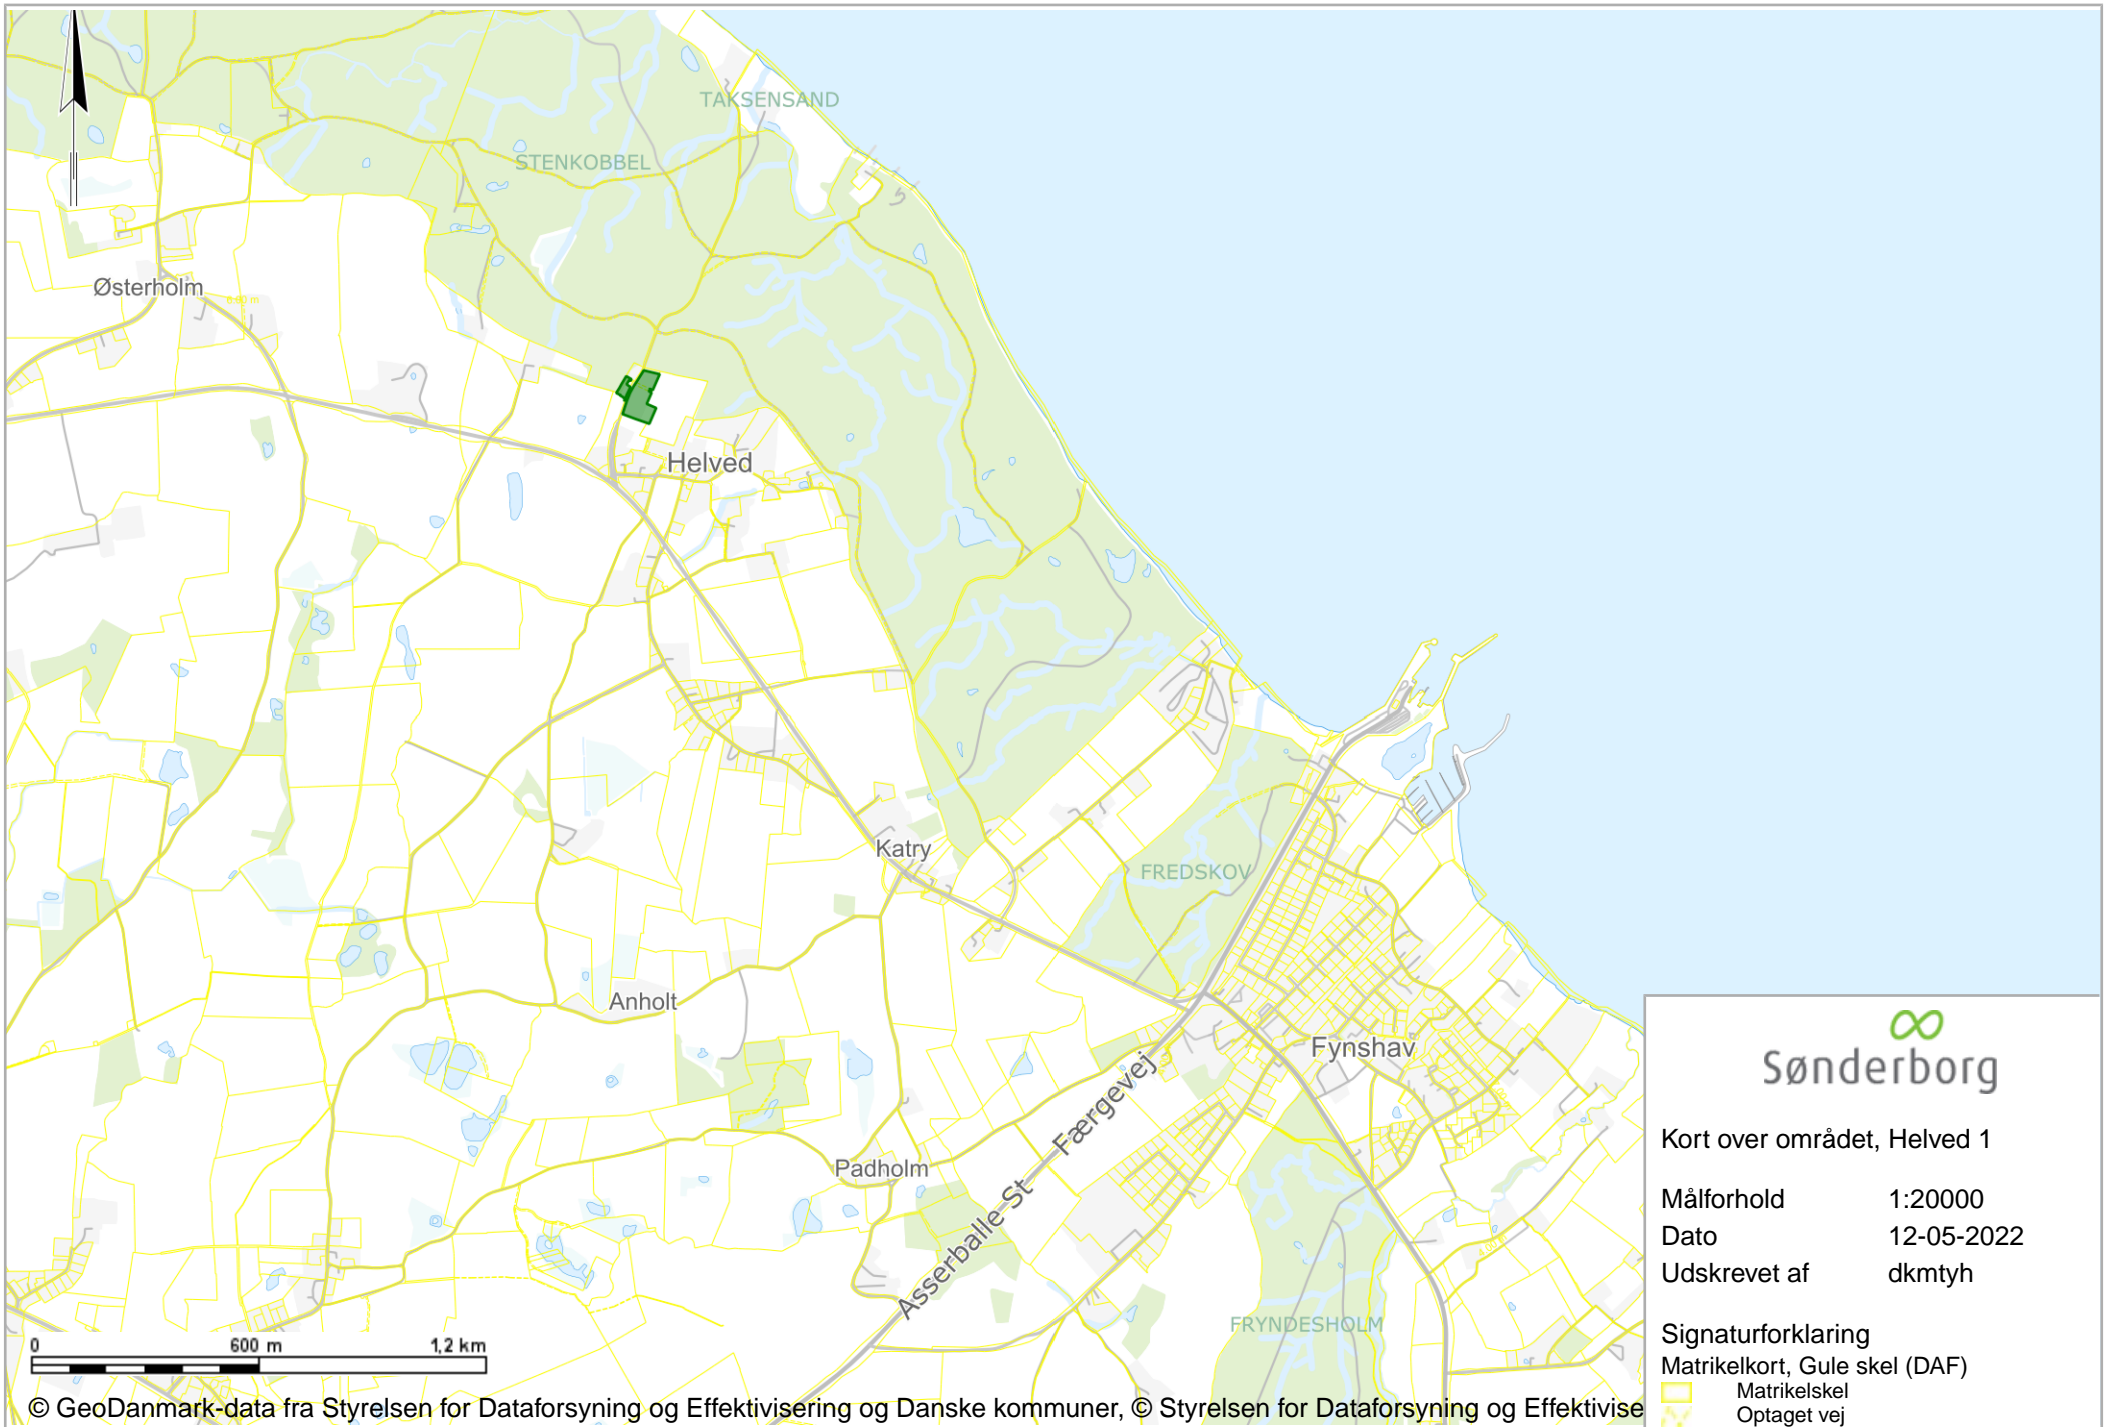 TAKSENSAND
STENKOBBEL
Østerholm
Helved
Katry
FREDSKOV
Anholt
Fynshav
Færgevej
Padholm
Asserballe St
FRYNDESHOLM
Sønderborg
Kort over området, Helved 1
Målforhold 1:20000
Dato 12-05-2022
Udskrevet af dkmtyh
Signaturforklaring
Matrikelkort, Gule skel (DAF)
Matrikelskel
Optaget vej
0 600 m 1,2 km
© GeoDanmark-data fra Styrelsen for Dataforsyning og Effektivisering og Danske kommuner, © Styrelsen for Dataforsyning og Effektivise